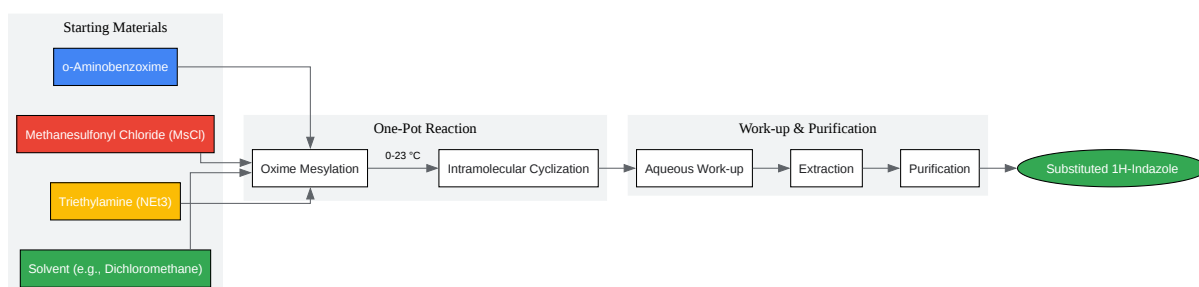 Starting Materials
o-Aminobenzoxime
Methanesulfonyl Chloride (MsCl)
Triethylamine (NEt3)
Solvent (e.g., Dichloromethane)
One-Pot Reaction
Oxime Mesylation
0-23 °C
Intramolecular Cyclization
Work-up & Purification
Aqueous Work-up
Extraction
Purification
Substituted 1H-Indazole